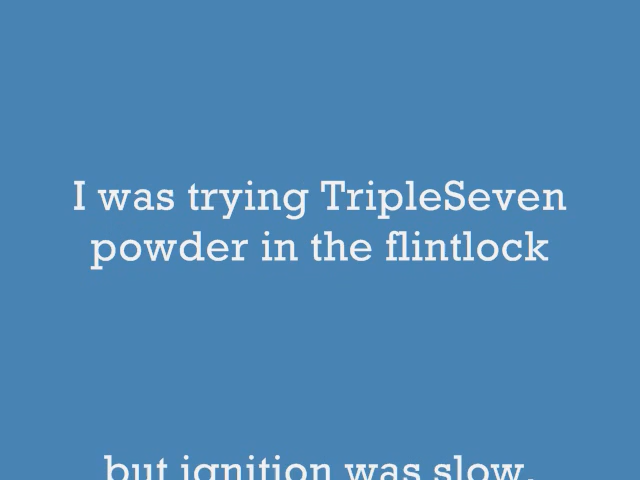 I was trying TripleSeven
powder in the flintlock
but ignition was slow.